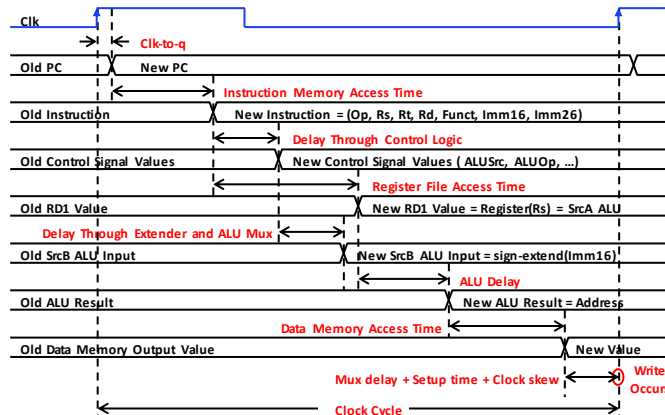 Clk
Clk-to-q
Old PC New PC
Instruction Memory Access Time
Old Instruction New Instruction = (Op, Rs, Rt, Rd, Funct, Imm16, Imm26)
Delay Through Control Logic
Old Control Signal Values New Control Signal Values ( ALUSrc, ALUOp, …)
Register File Access Time
Old RD1 Value New RD1 Value = Register(Rs) = SrcA ALU
Delay Through Extender and ALU Mux
Old SrcB ALU Input New SrcB ALU Input = sign-extend(Imm16)
ALU Delay
Old ALU Result New ALU Result = Address
Data Memory Access Time
Old Data Memory Output Value New Value
Mux delay + Setup time + Clock skew Write
Occurs
Clock Cycle